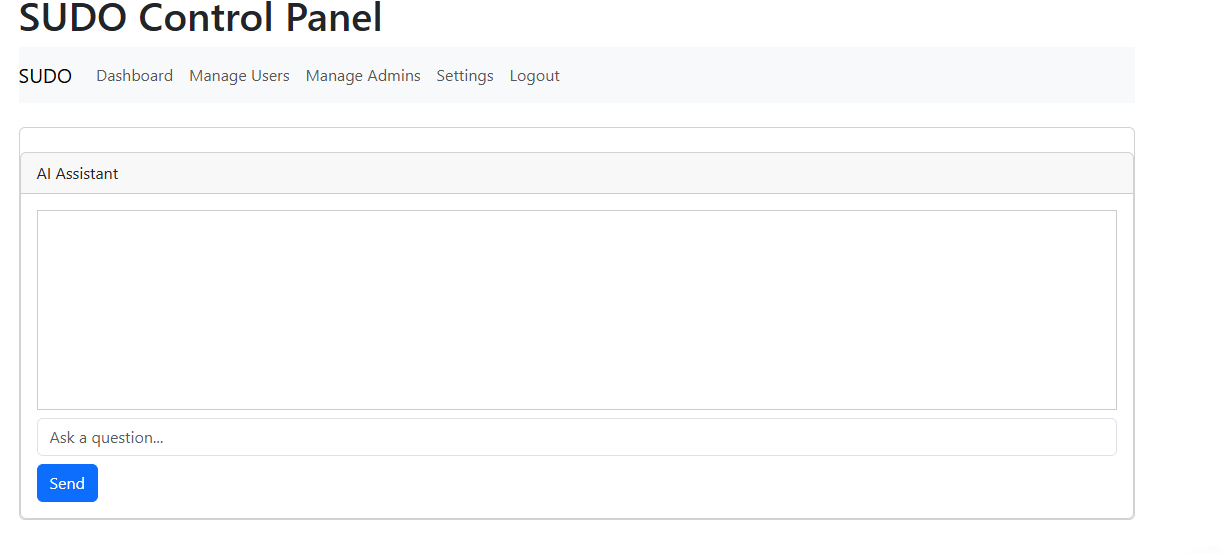 SUDO Control Panel
SUDO Dashboard Manage Users Manage Admins Settings Logout
AI Assistant
Ask a question...
Send